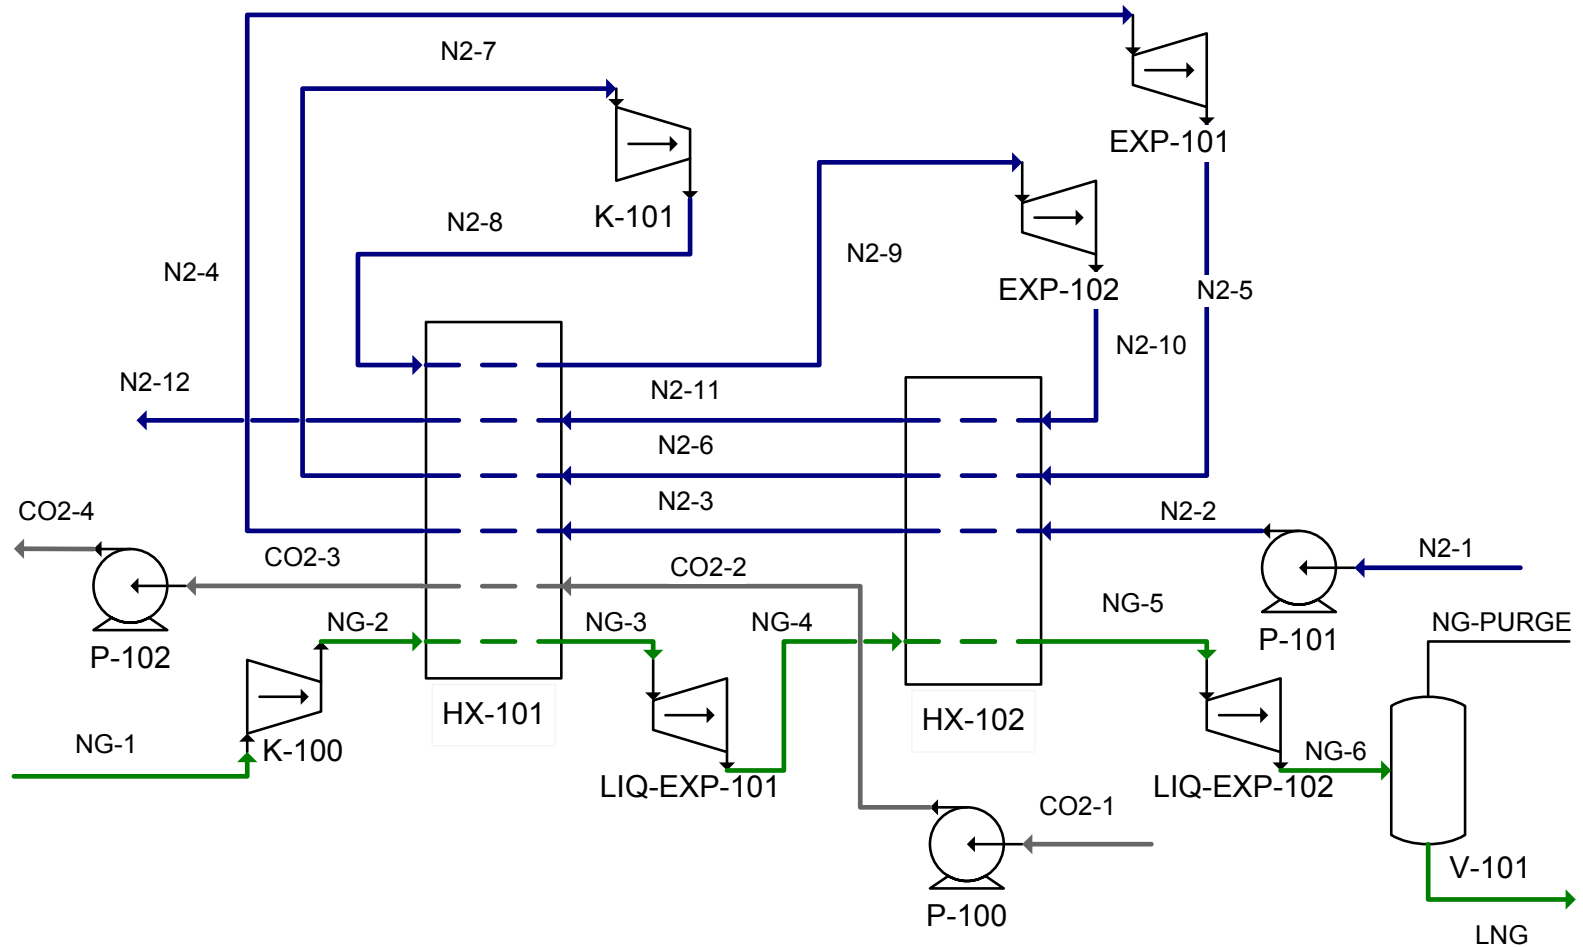 N2-7
EXP-101
N2-8
K-101
N2-4
N2-9
EXP-102
N2-5
N2-10
N2-12
N2-11
N2-6
N2-3
N2-2
CO2-4
CO2-3
CO2-2
N2-1
NG-2
NG-3
NG-4
NG-5
NG-PURGE
P-102
P-101
HX-101
HX-102
NG-1
K-100
NG-6
LIQ-EXP-101
LIQ-EXP-102
CO2-1
V-101
P-100
LNG